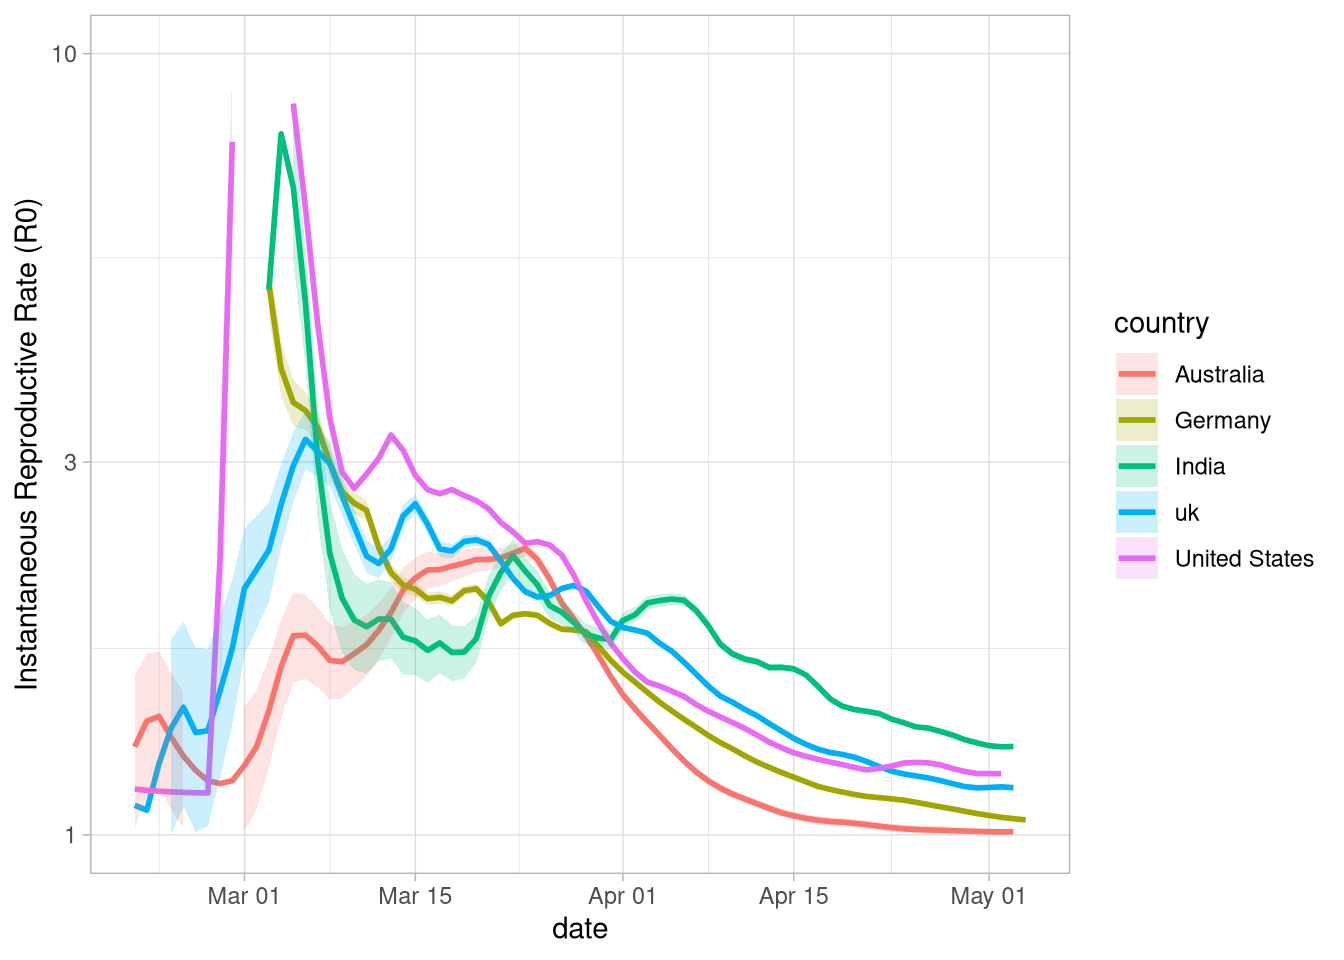 Instantaneous Reproductive Rate (R0)
10
3
1
Mar 01
Mar 15
Apr 01
Apr 15
May 01
date
country
Australia
Germany
India
uk
United States